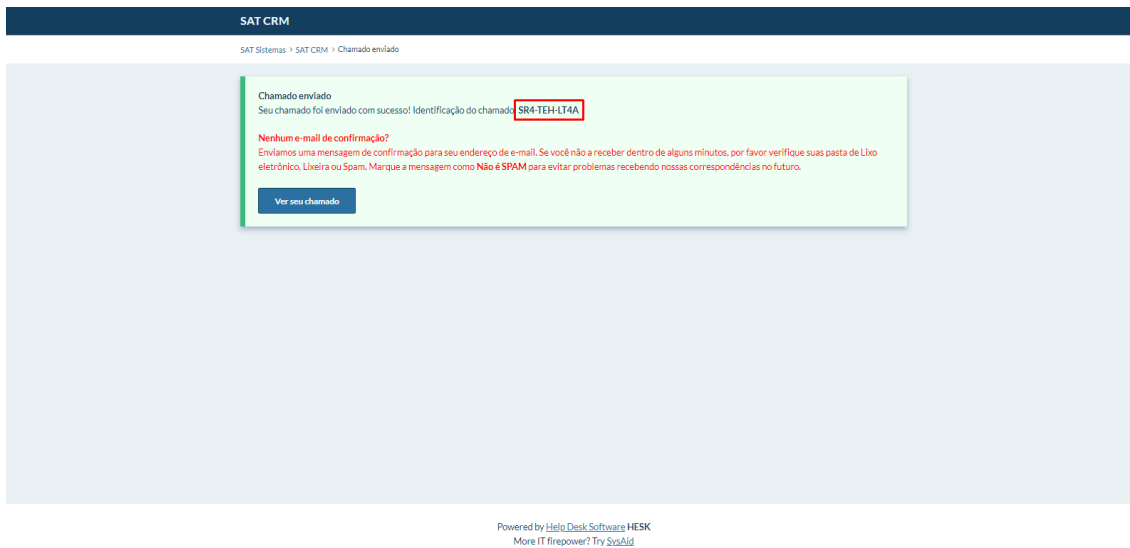 SAT CRM
SAT Sistemas > SAT CRM > Chamado enviado
Chamado enviado
Seu chamado foi enviado com sucesso! Identificação do chamado SR4-TEH-LT4A
Nenhum e-mail de confirmação?
Enviamos uma mensagem de confirmação para seu endereço de e-mail. Se você não a receber dentro de alguns minutos, por favor verifique suas pasta de Lixo
eletrônico, Lixeira ou Spam. Marque a mensagem como Não é SPAM para evitar problemas recebendo nossas correspondências no futuro.
Ver seu chamado
Powered by Help Desk Software HESK
More IT firepower? Try SysAid